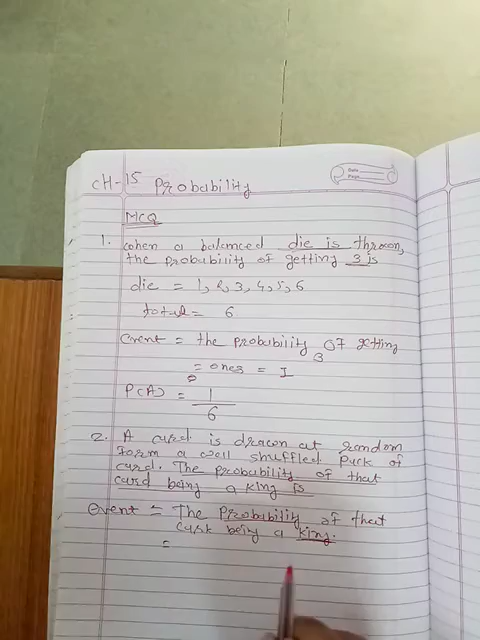 CH-15 Probability
Date
Page
MCQ
1. When a balanced die is thrown,
the probability of getting 3 is
die = 1, 2, 3, 4, 5, 6
total = 6
event = the probability of getting
3
= ones = 1
P(A) = 1
6
2. A card is drawn at random
form a well shuffled pack of
card. The probability of that
card being a king is
event = The probability of that
card being a king.
=